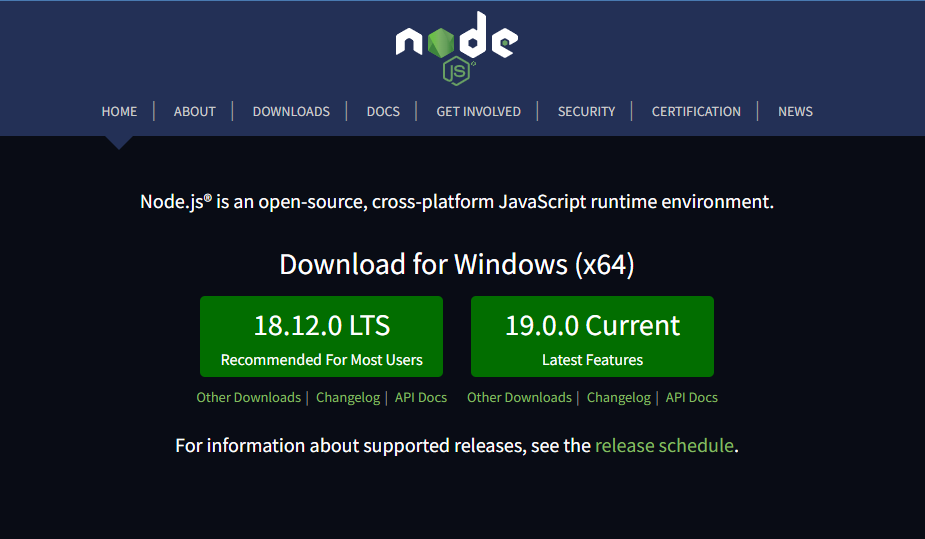 node
JS
HOME | ABOUT | DOWNLOADS | DOCS | GET INVOLVED | SECURITY | CERTIFICATION | NEWS
Node.js® is an open-source, cross-platform JavaScript runtime environment.
Download for Windows (x64)
18.12.0 LTS
Recommended For Most Users
19.0.0 Current
Latest Features
Other Downloads | Changelog | API Docs
Other Downloads | Changelog | API Docs
For information about supported releases, see the release schedule.